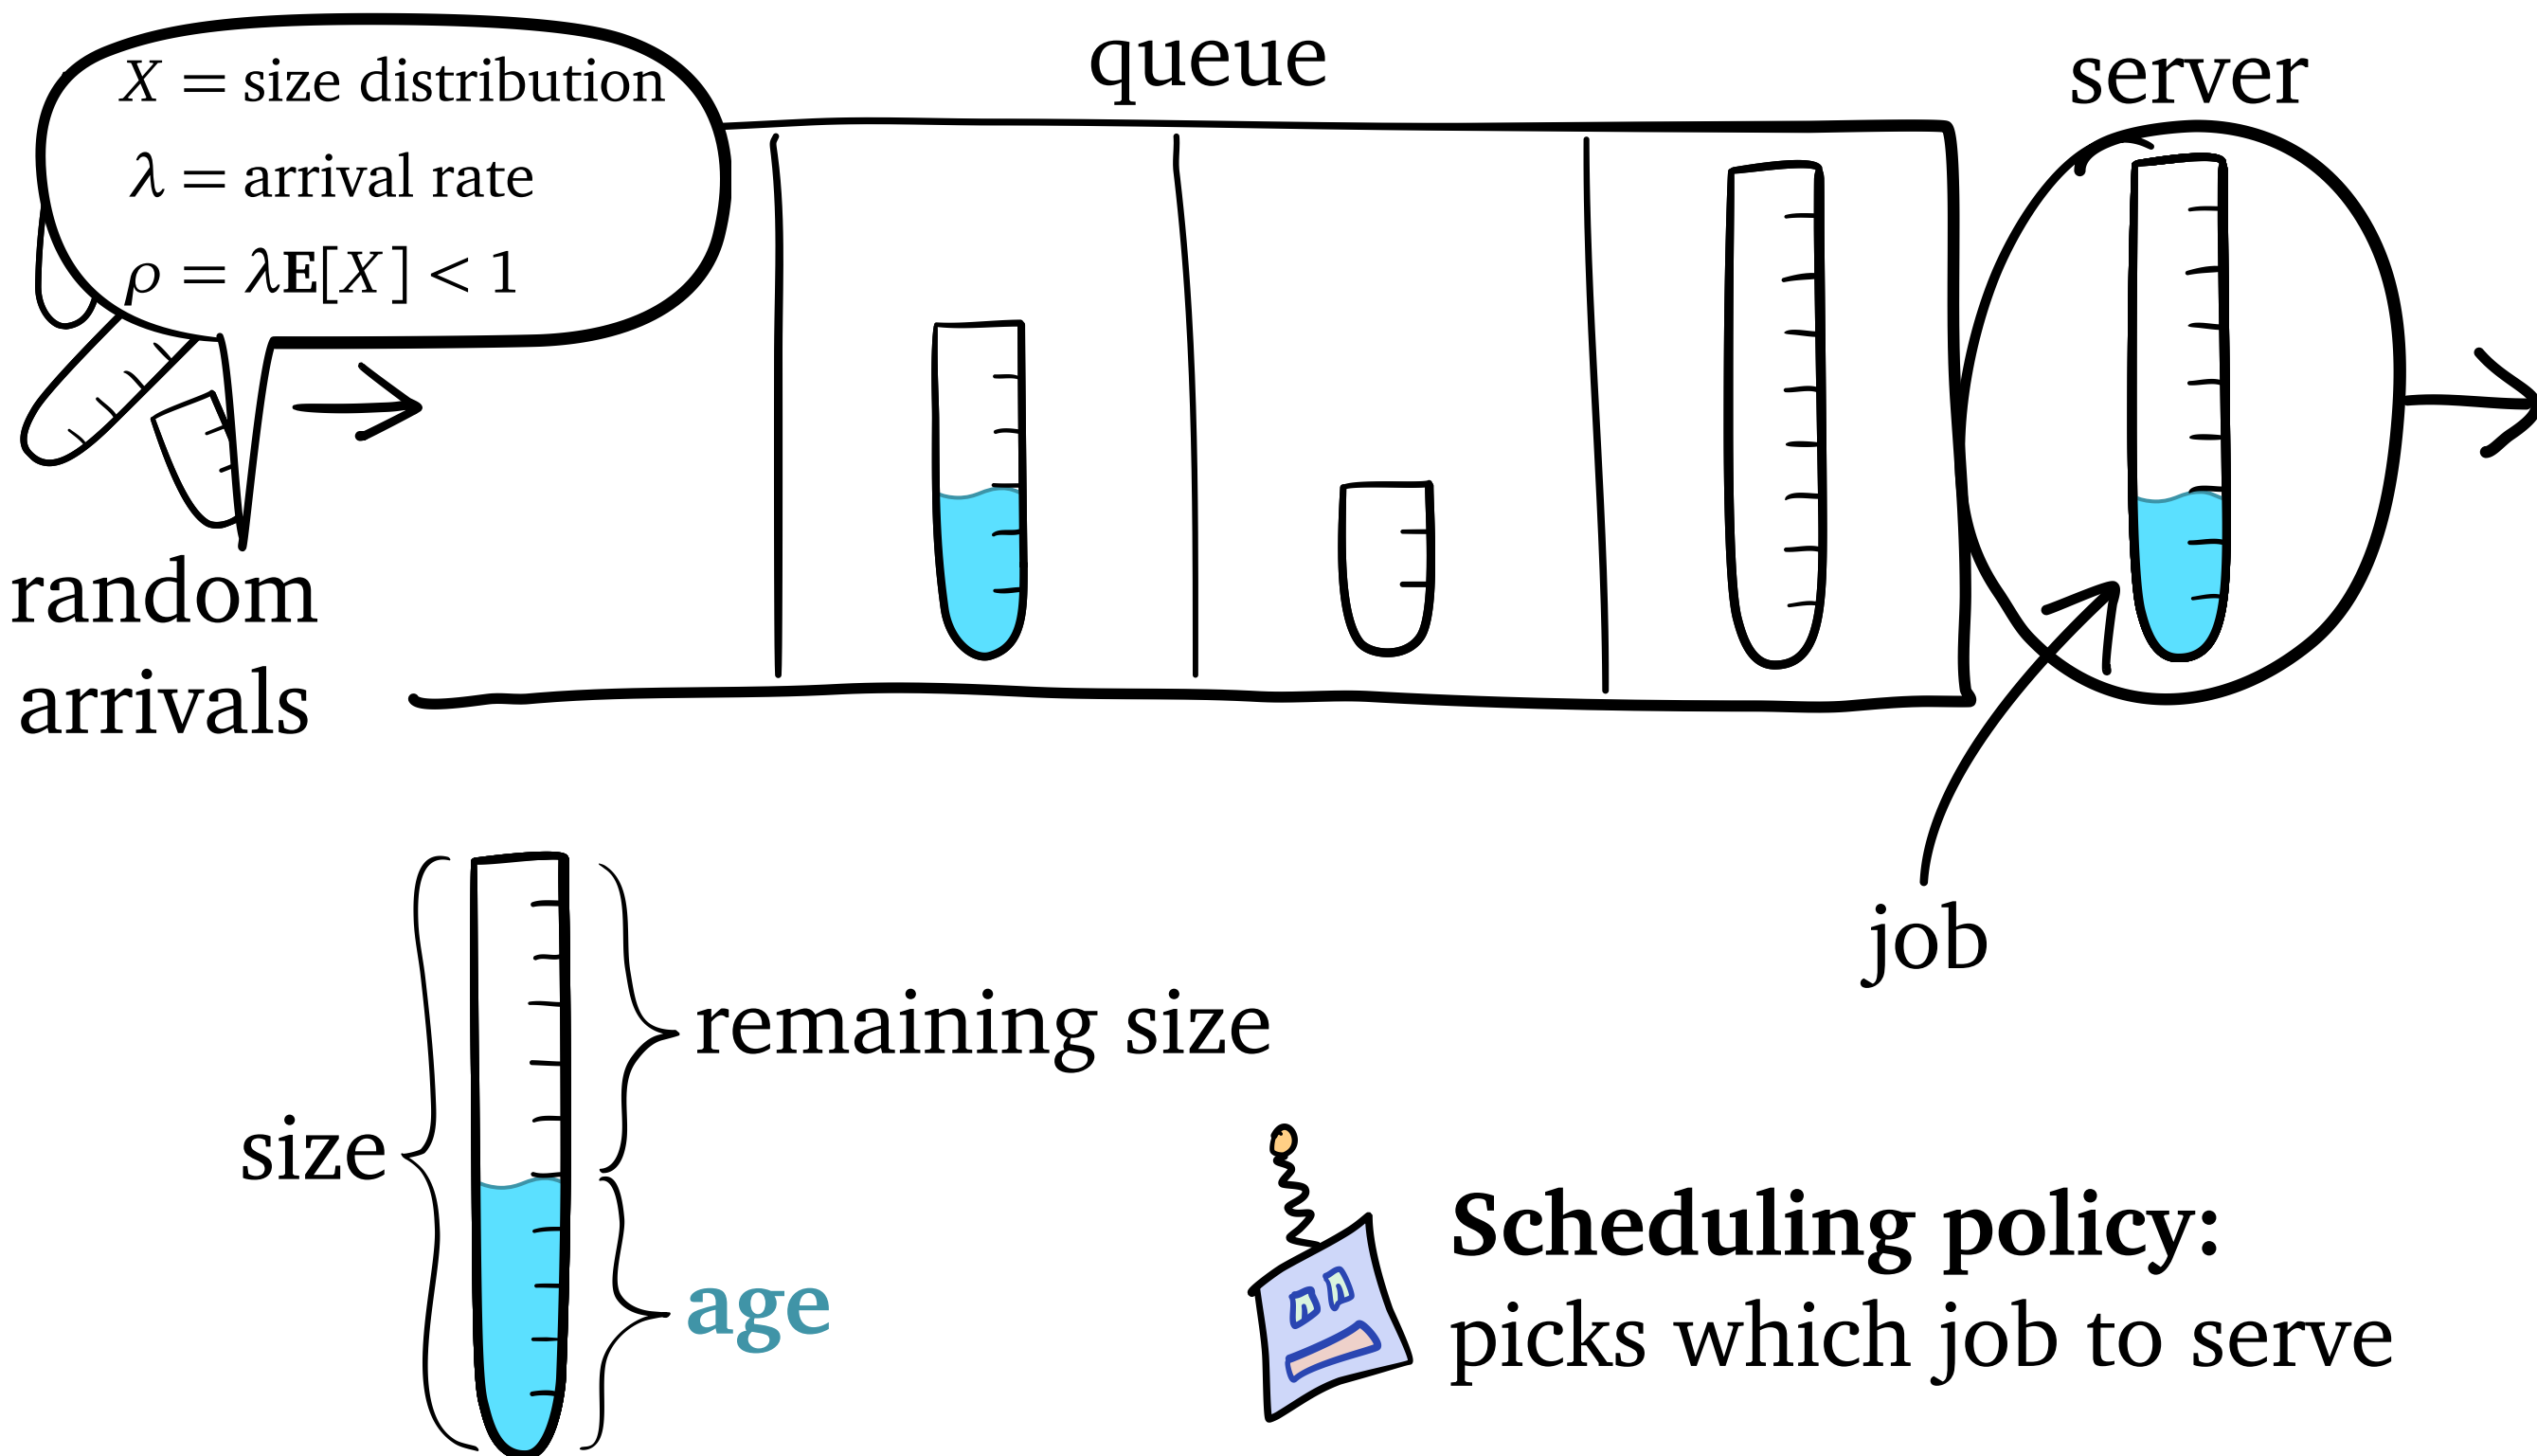 X = size distribution
λ = arrival rate
ρ = λE[X] < 1
queue
server
random
arrivals
job
remaining size
size
age
Scheduling policy:
picks which job to serve